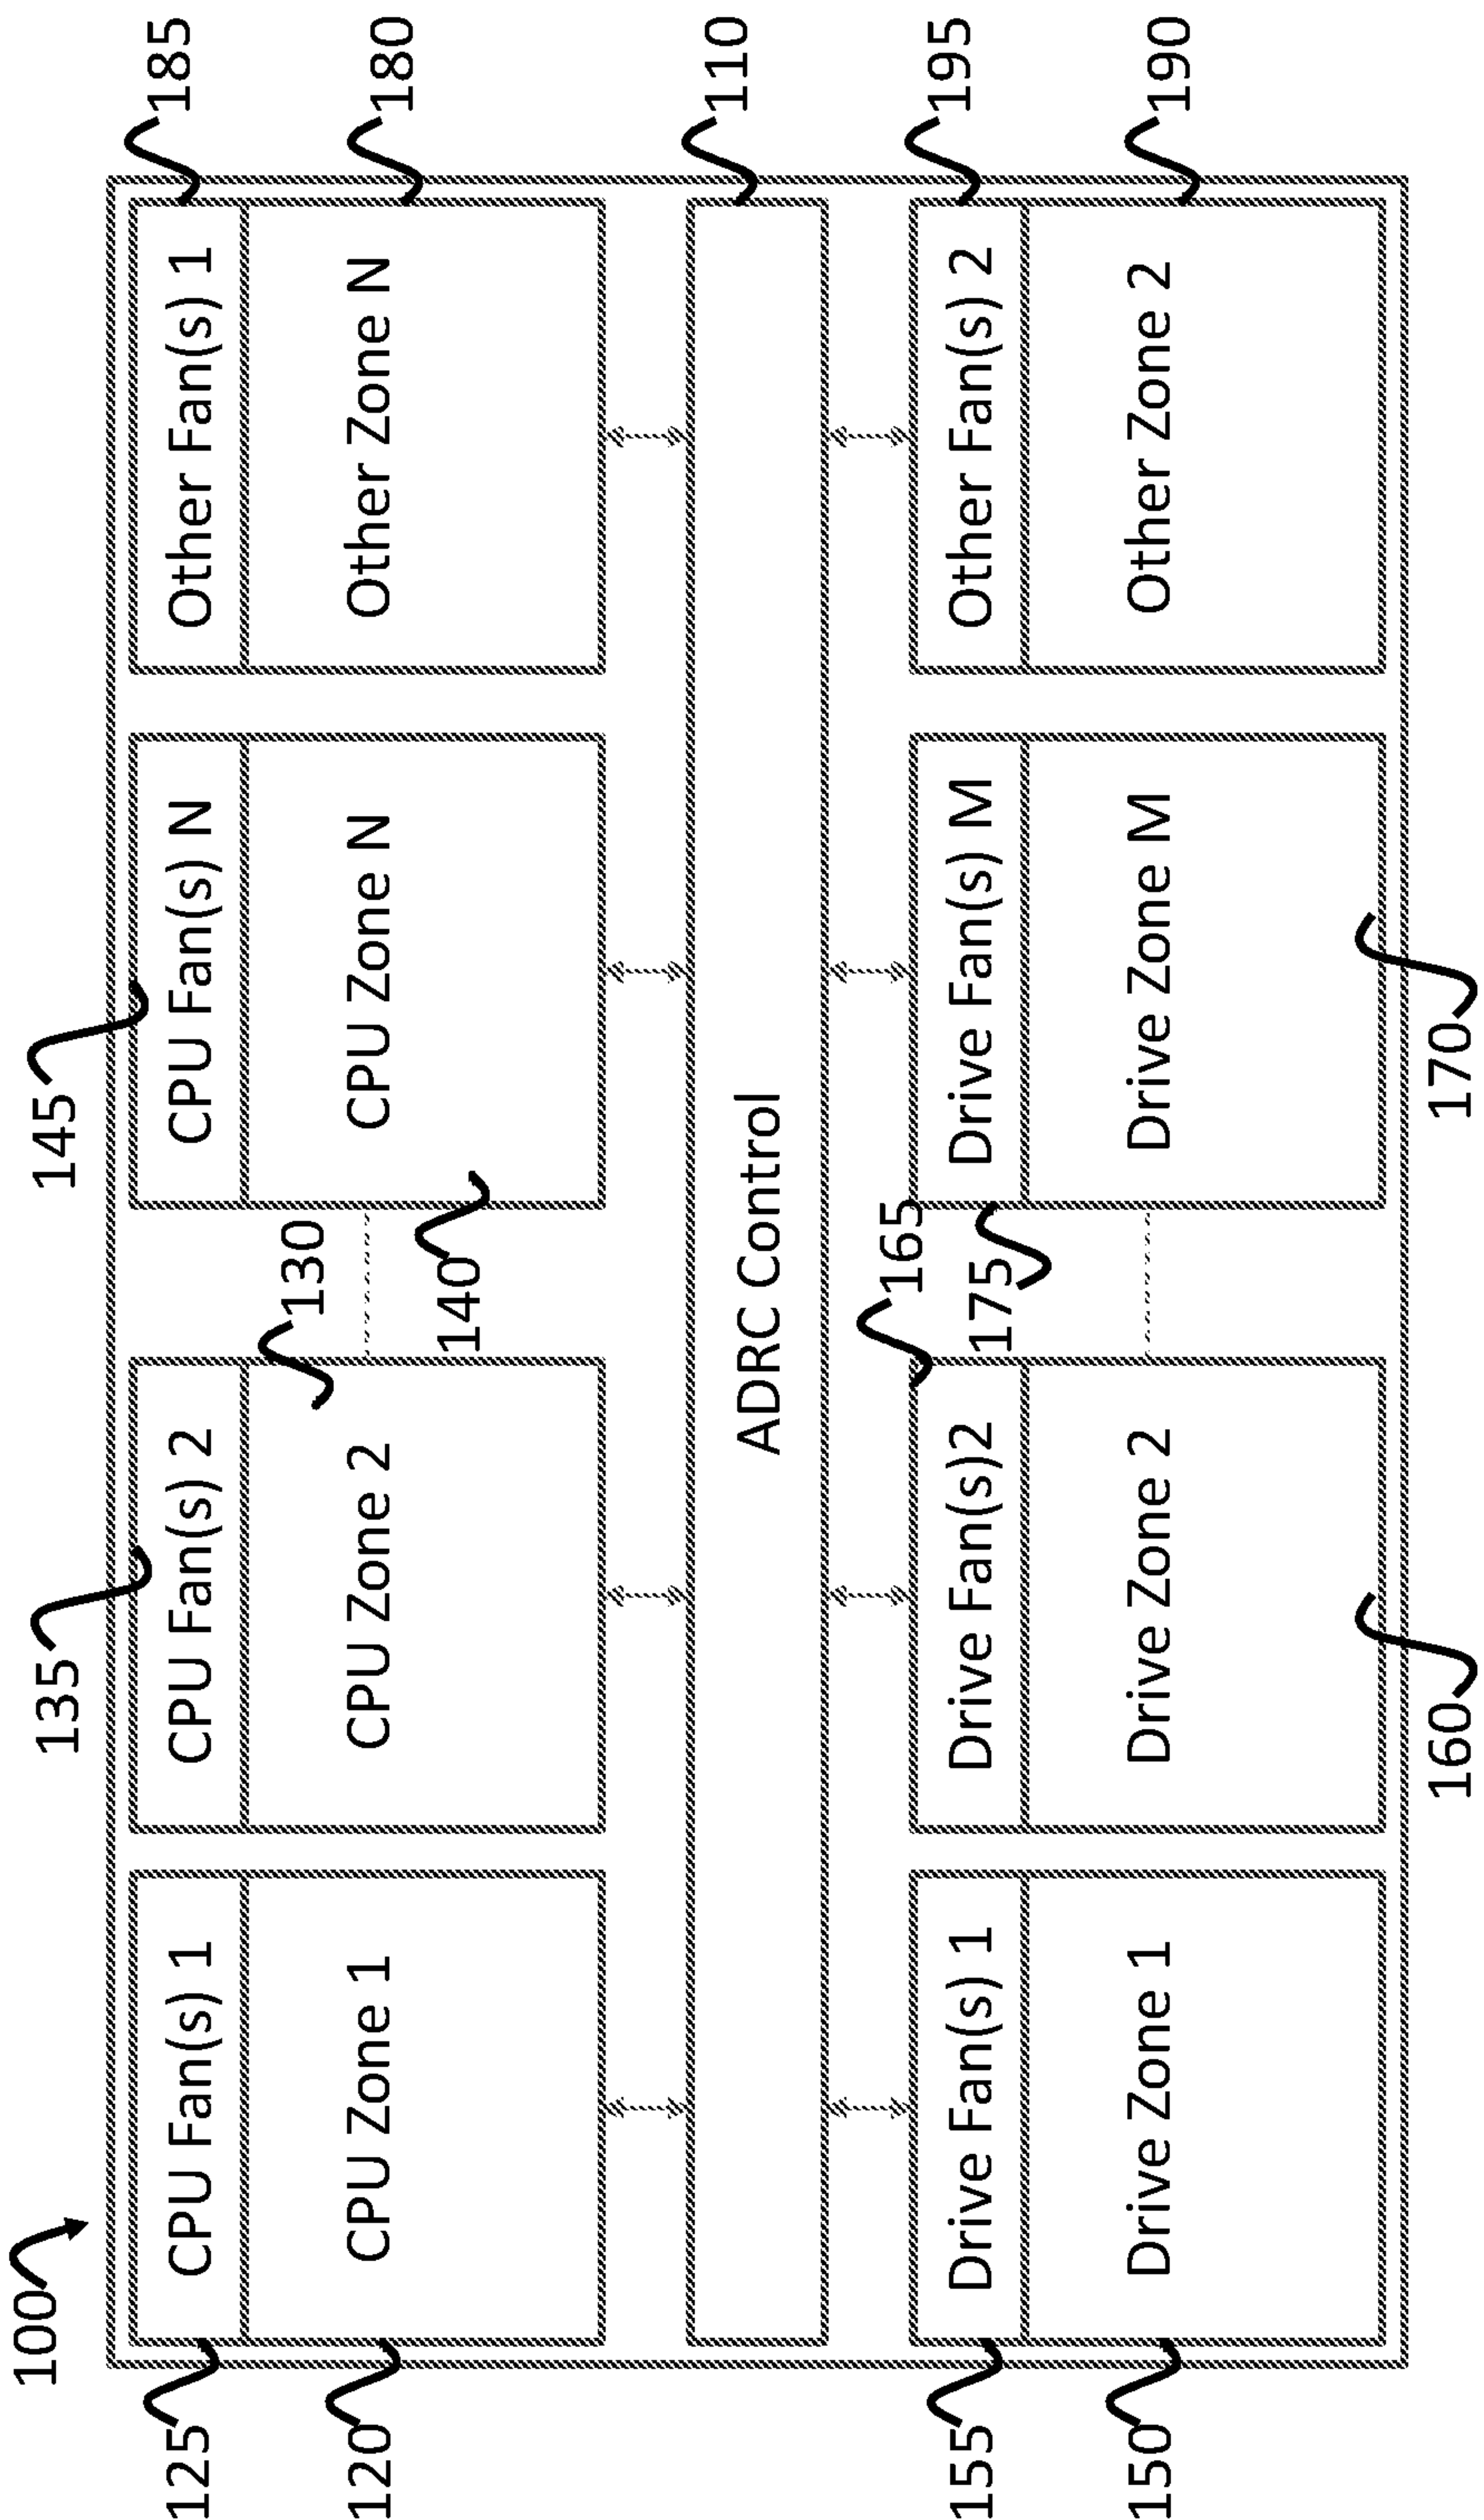 100
135
145
125
CPU Fan(s) 1
CPU Fan(s) 2
CPU Fan(s) N
Other Fan(s) 1
185
130
120
CPU Zone 1
CPU Zone 2
CPU Zone N
Other Zone N
180
140
ADRC Control
110
165
155
Drive Fan(s) 1
Drive Fan(s)2
Drive Fan(s) M
Other Fan(s) 2
195
175
150
Drive Zone 1
Drive Zone 2
Drive Zone M
Other Zone 2
190
160
170